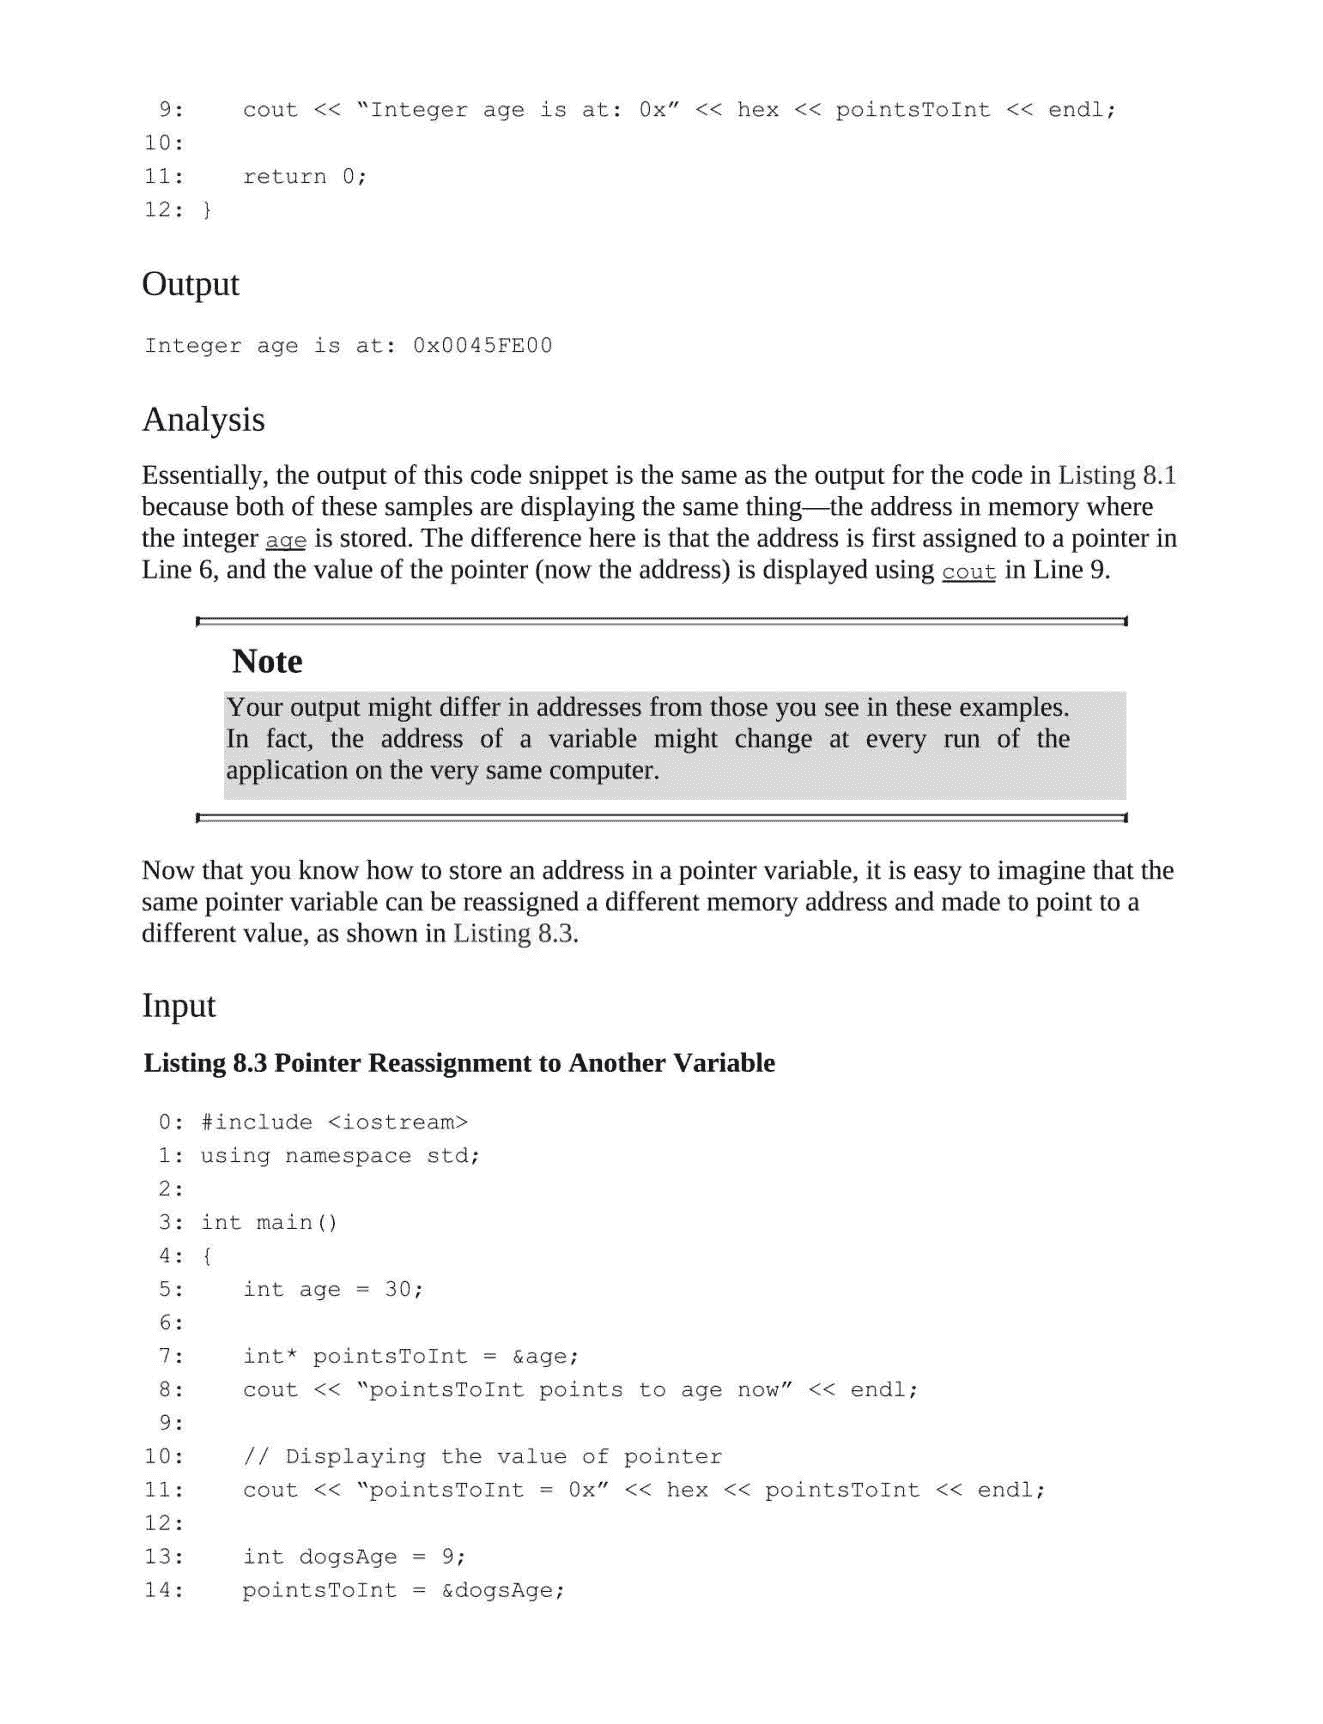 9:    cout << “Integer age is at: 0x” << hex << pointsToInt << endl;
10:
11:    return 0;
12: }
Output
Integer age is at: 0x0045FE00
Analysis
Essentially, the output of this code snippet is the same as the output for the code in Listing 8.1
because both of these samples are displaying the same thing—the address in memory where
the integer age is stored. The difference here is that the address is first assigned to a pointer in
Line 6, and the value of the pointer (now the address) is displayed using cout in Line 9.
Note
Your output might differ in addresses from those you see in these examples.
In fact, the address of a variable might change at every run of the
application on the very same computer.
Now that you know how to store an address in a pointer variable, it is easy to imagine that the
same pointer variable can be reassigned a different memory address and made to point to a
different value, as shown in Listing 8.3.
Input
Listing 8.3 Pointer Reassignment to Another Variable
0: #include <iostream>
1: using namespace std;
2:
3: int main()
4: {
5:    int age = 30;
6:
7:    int* pointsToInt = &age;
8:    cout << “pointsToInt points to age now” << endl;
9:
10:    // Displaying the value of pointer
11:    cout << “pointsToInt = 0x” << hex << pointsToInt << endl;
12:
13:    int dogsAge = 9;
14:    pointsToInt = &dogsAge;